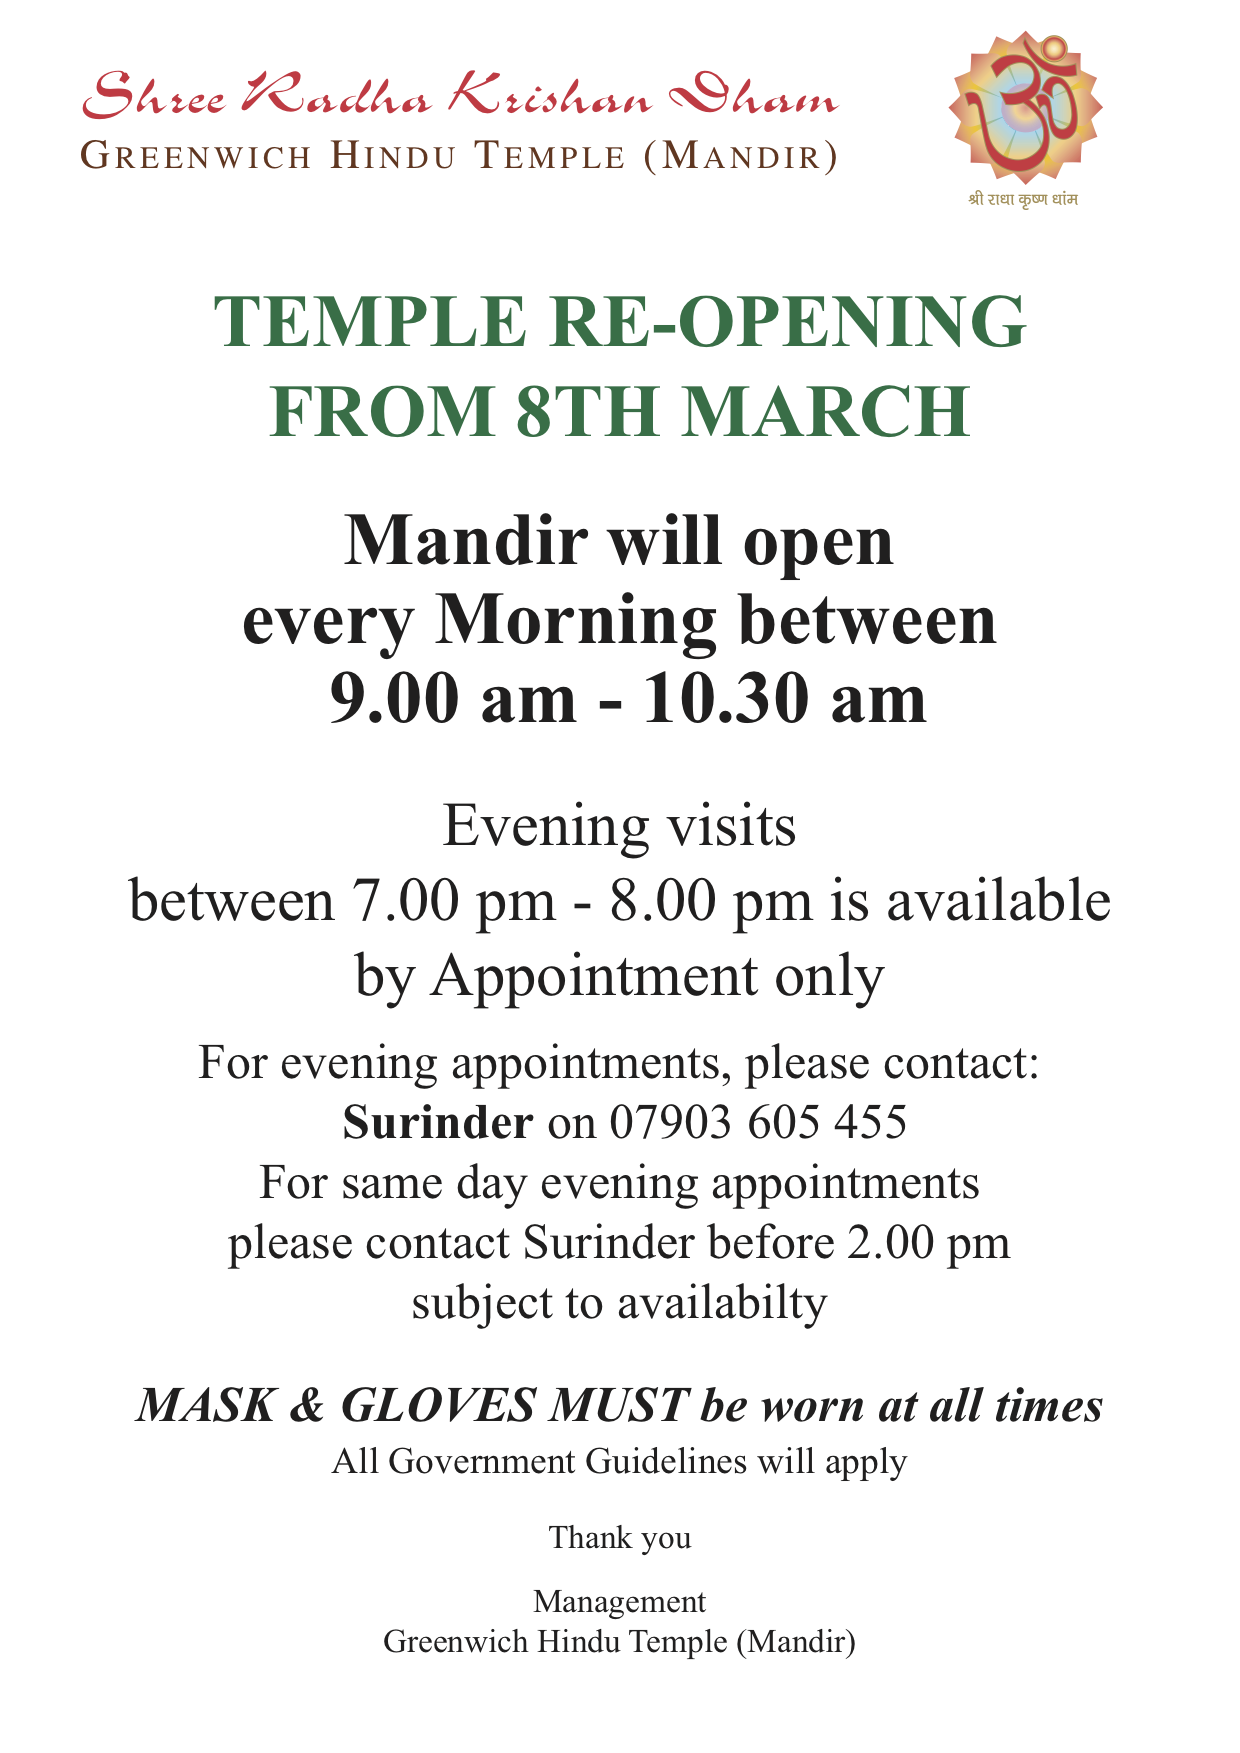 Shree Radha Krishan Dham
GREENWICH HINDU TEMPLE (MANDIR)
श्री राधा कृष्ण धांम
TEMPLE RE-OPENING
FROM 8TH MARCH
Mandir will open
every Morning between
9.00 am - 10.30 am
Evening visits
between 7.00 pm - 8.00 pm is available
by Appointment only
For evening appointments, please contact:
Surinder on 07903 605 455
For same day evening appointments
please contact Surinder before 2.00 pm
subject to availabilty
MASK & GLOVES MUST be worn at all times
All Government Guidelines will apply
Thank you
Management
Greenwich Hindu Temple (Mandir)